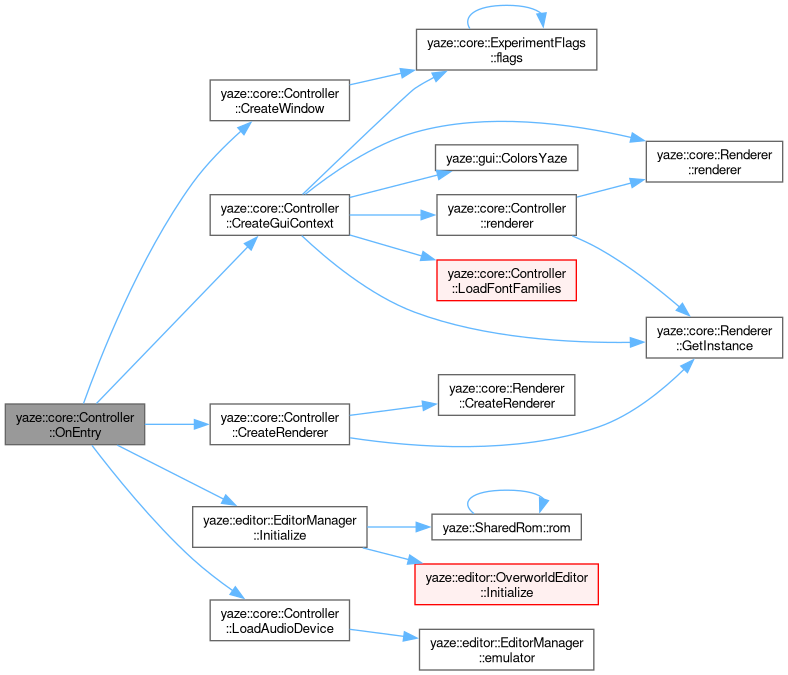 yaze::core::ExperimentFlags
::flags
yaze::core::Controller
::CreateWindow
yaze::core::Renderer
::renderer
yaze::gui::ColorsYaze
yaze::core::Controller
::CreateGuiContext
yaze::core::Controller
::renderer
yaze::core::Controller
::LoadFontFamilies
yaze::core::Renderer
::GetInstance
yaze::core::Renderer
::CreateRenderer
yaze::core::Controller
::OnEntry
yaze::core::Controller
::CreateRenderer
yaze::editor::EditorManager
::Initialize
yaze::SharedRom::rom
yaze::editor::OverworldEditor
::Initialize
yaze::core::Controller
::LoadAudioDevice
yaze::editor::EditorManager
::emulator